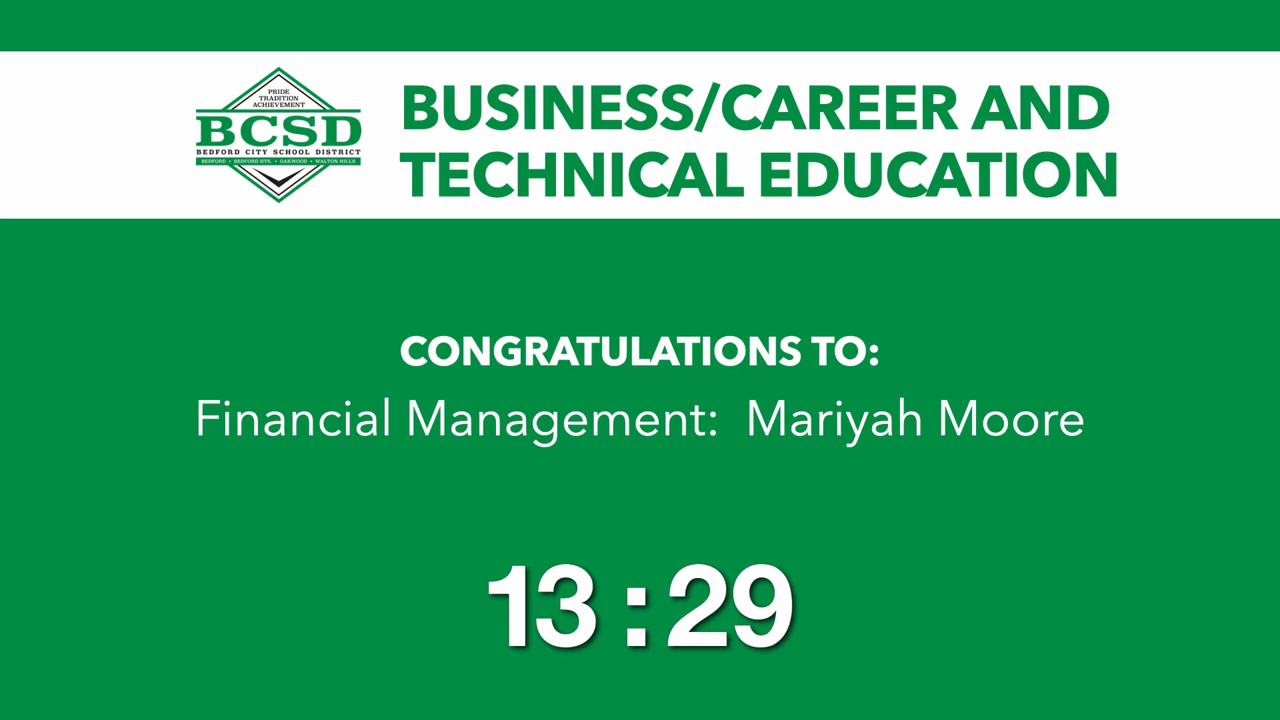 PRIDE
TRADITION
ACHIEVEMENT
BCSD
BEDFORD CITY SCHOOL DISTRICT
BEDFORD • BEDFORD HTS. • OAKWOOD • WALTON HILLS
BUSINESS/CAREER AND
TECHNICAL EDUCATION
CONGRATULATIONS TO:
Financial Management: Mariyah Moore
13:29